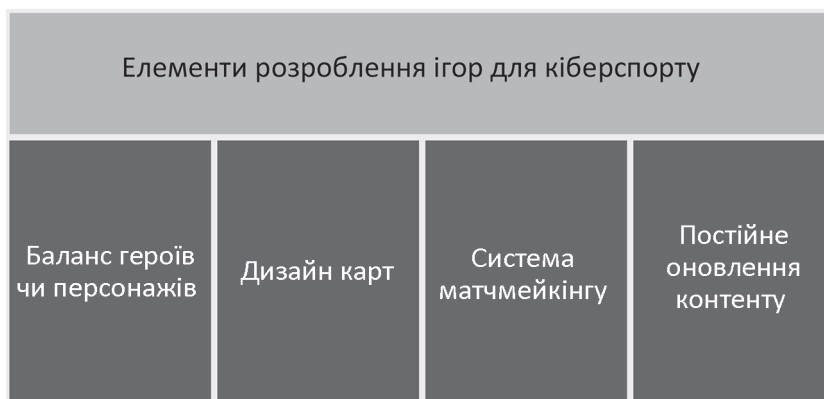 Елементи розроблення ігор для кіберспорту
Баланс героїв
чи персонажів
Дизайн карт
Система
матчмейкінгу
Постійне
оновлення
контенту